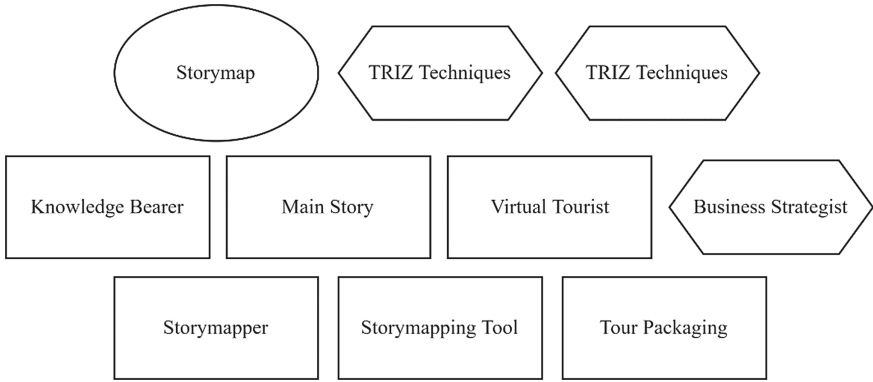 Storymap
TRIZ Techniques
TRIZ Techniques
Knowledge Bearer
Main Story
Virtual Tourist
Business Strategist
Storymapper
Storymapping Tool
Tour Packaging